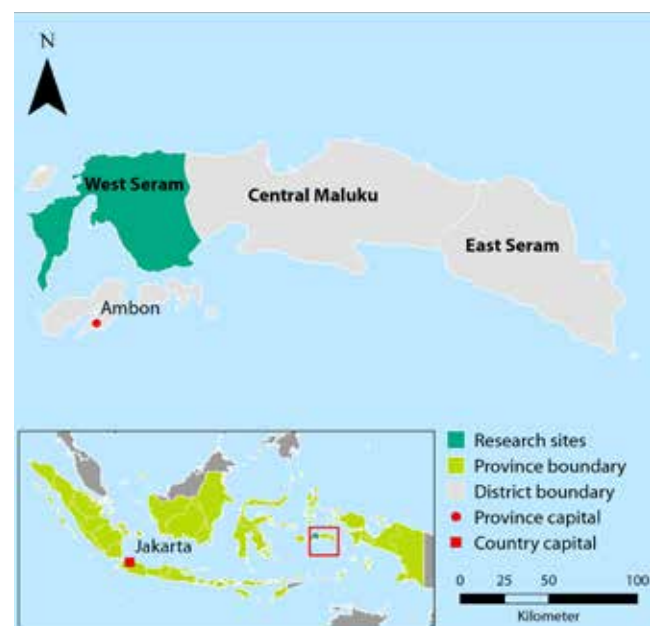 N
West Seram
Central Maluku
East Seram
Ambon
Jakarta
Research sites
Province boundary
District boundary
Province capital
Country capital
0 25 50 100
Kilometer